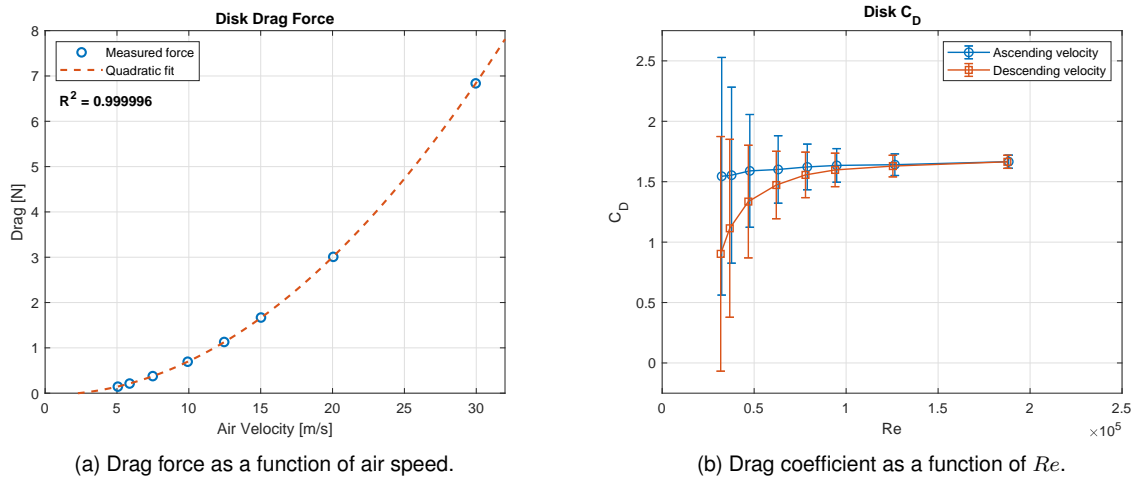 Disk Drag Force
Measured force
Quadratic fit
R² = 0.999996
Drag [N]
8
7
6
5
4
3
2
1
0
0 5 10 15 20 25 30
Air Velocity [m/s]
(a) Drag force as a function of air speed.
Disk C_D
Ascending velocity
Descending velocity
C_D
2.5
2
1.5
1
0.5
0
0 0.5 1 1.5 2 2.5
Re
×10⁵
(b) Drag coefficient as a function of Re.